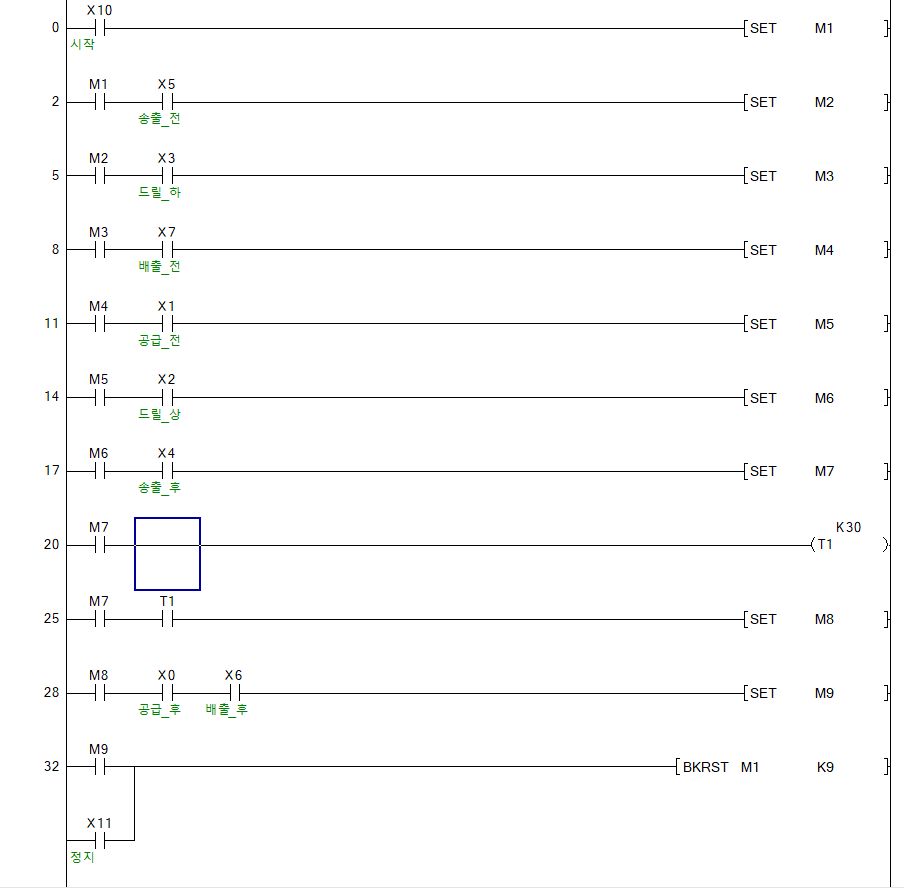 X10
0 SET M1
시작
M1 X5
2 SET M2
송출_전
M2 X3
5 SET M3
드릴_하
M3 X7
8 SET M4
배출_전
M4 X1
11 SET M5
공급_전
M5 X2
14 SET M6
드릴_상
M6 X4
17 SET M7
송출_후
M7 K30
20 T1
M7 T1
25 SET M8
M8 X0 X6
28 SET M9
공급_후 배출_후
M9
32 BKRST M1 K9
X11
정지